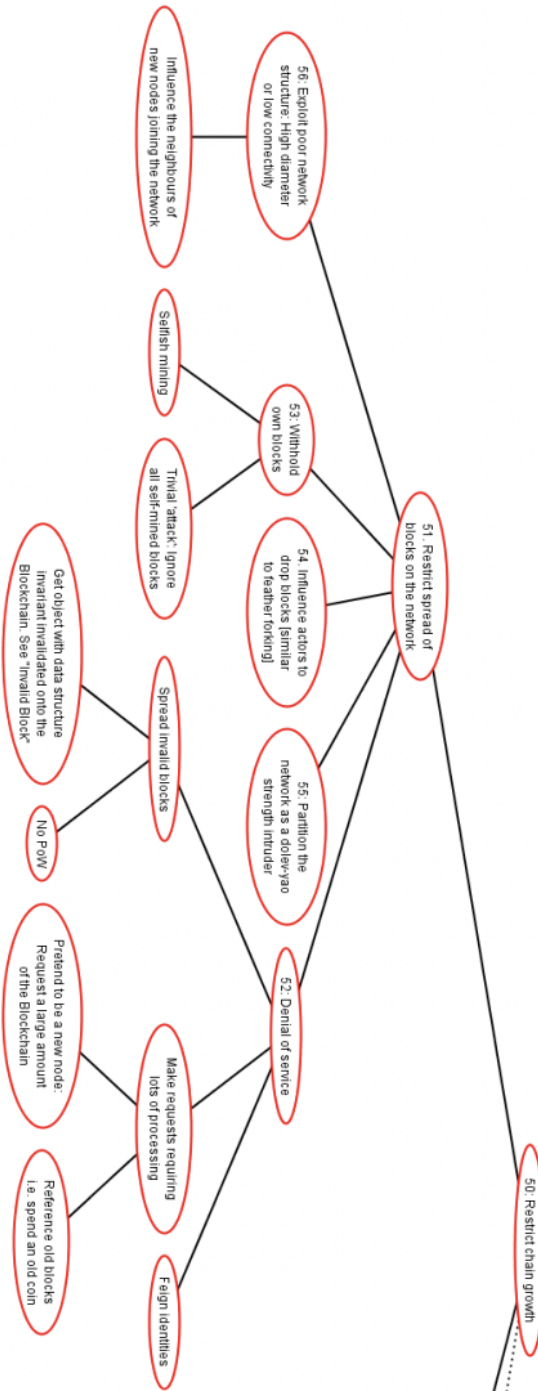 50: Restrict chain growth
51. Restrict spread of
blocks on the network
56: Exploit poor network
structure: High diameter
or low connectivity
53: Withhold
own blocks
54. Influence actors to
drop blocks [similar
to feather forking]
55: Partition the
network as a dolev-yao
strength intruder
52: Denial of service
Influence the neighbours of
new nodes joining the network
Selfish mining
Trivial 'attack': Ignore
all self-mined blocks
Spread invalid blocks
Make requests requiring
lots of processing
Feign identities
Get object with data structure
invariant invalidated onto the
Blockchain. See "Invalid Block"
No PoW
Pretend to be a new node:
Request a large amount
of the Blockchain
Reference old blocks
i.e. spend an old coin